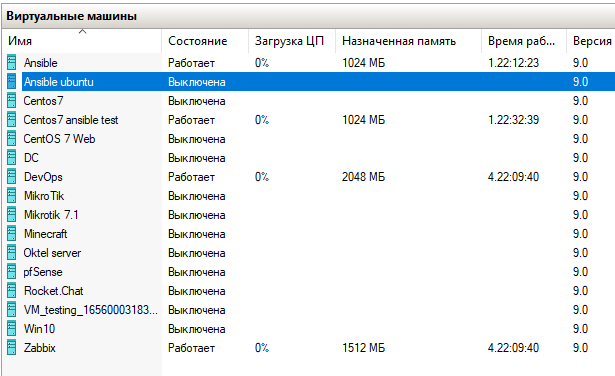 Виртуальные машины
Имя Состояние Загрузка ЦП Назначенная память Время раб... Версия
Ansible Работает 0% 1024 МБ 1.22:12:23 9.0
Ansible ubuntu Выключена 9.0
Centos7 Выключена 9.0
Centos7 ansible test Работает 0% 1024 МБ 1.22:32:39 9.0
CentOS 7 Web Выключена 9.0
DC Выключена 9.0
DevOps Работает 0% 2048 МБ 4.22:09:40 9.0
MikroTik Выключена 9.0
Mikrotik 7.1 Выключена 9.0
Minecraft Выключена 9.0
Oktel server Выключена 9.0
pfSense Выключена 9.0
Rocket.Chat Выключена 9.0
VM_testing_16560003183... Выключена 9.0
Win10 Выключена 9.0
Zabbix Работает 0% 1512 МБ 4.22:09:40 9.0